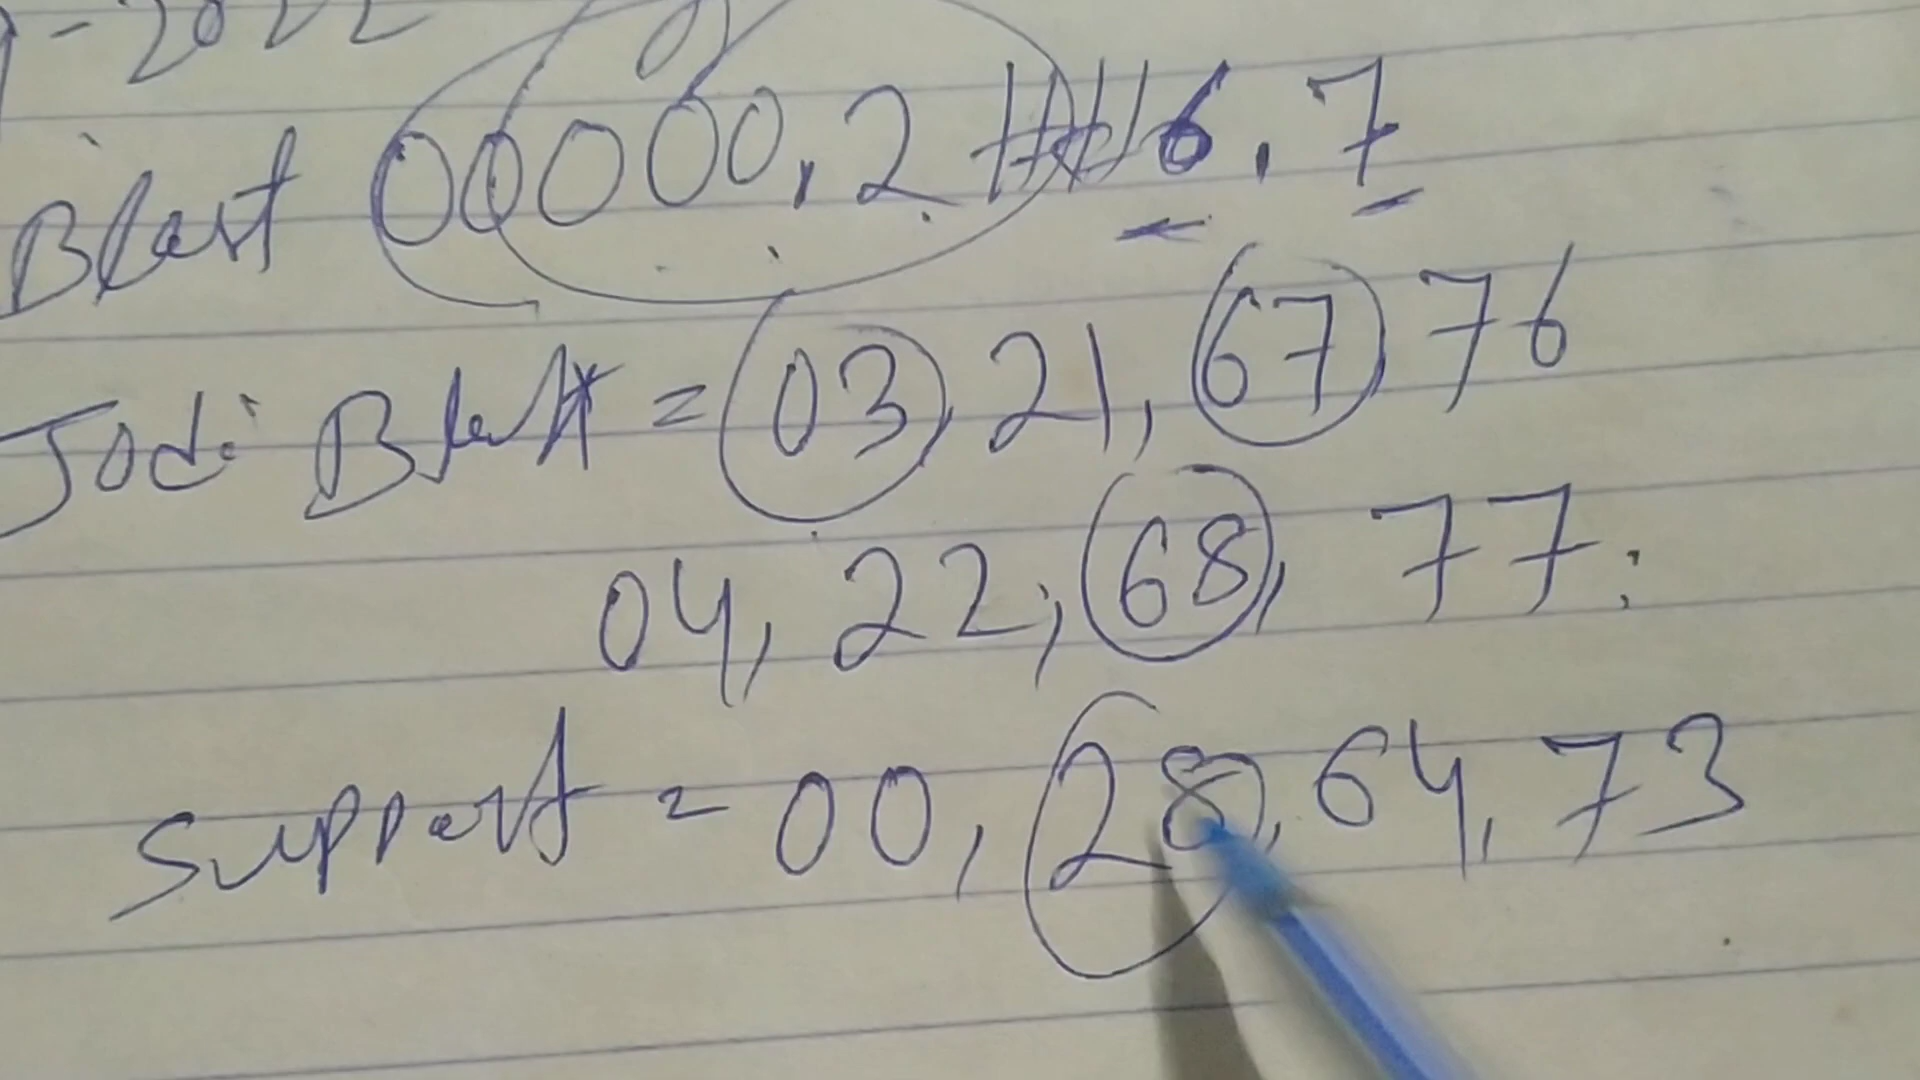 -2022
Blast 00000, 2 6, 7
Jodi Blast = 03, 21, 67, 76
04, 22, 68, 77
Support = 00, 28, 64, 73